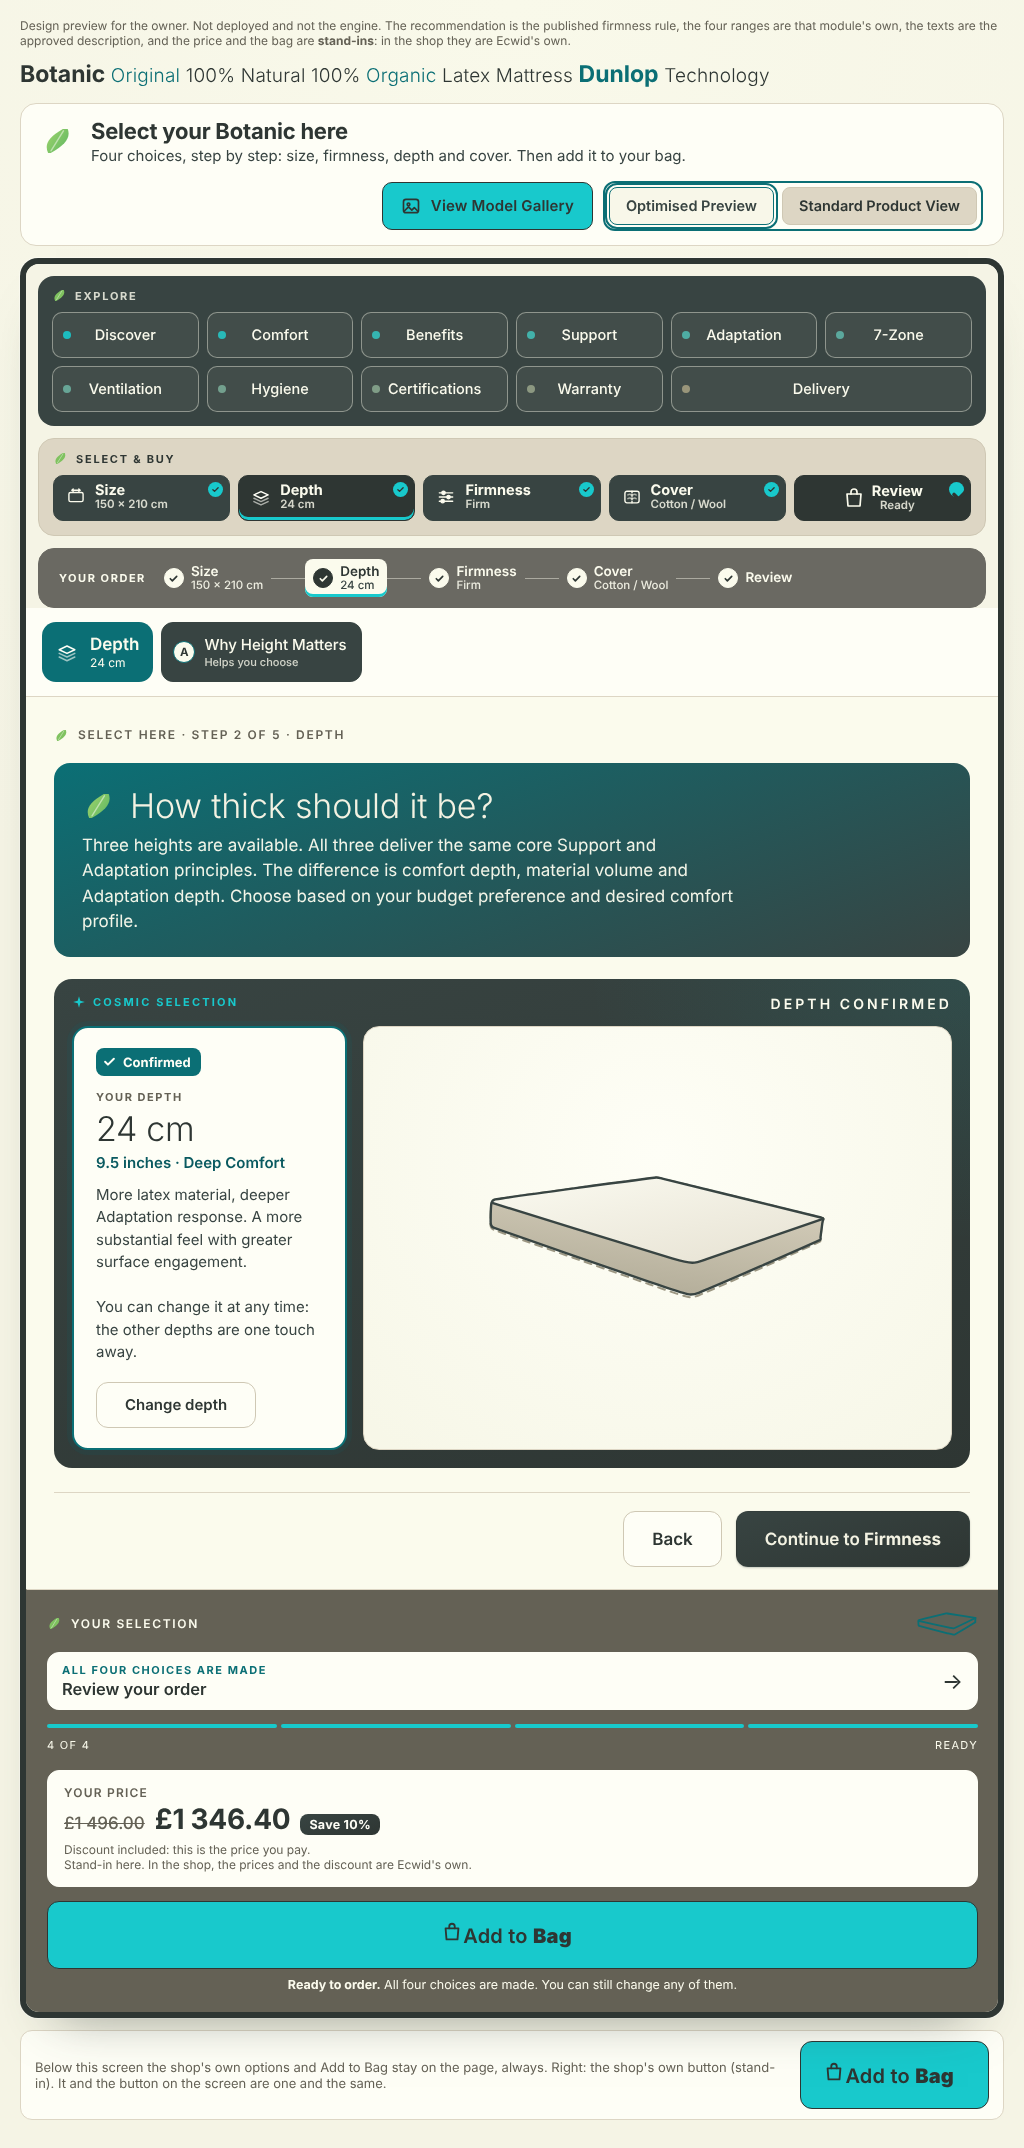 Design preview for the owner. Not deployed and not the engine. The recommendation is the published firmness rule, the four ranges are that module's own, the texts are the
approved description, and the price and the bag are stand-ins: in the shop they are Ecwid's own.
Botanic Original 100% Natural 100% Organic Latex Mattress Dunlop Technology
Select your Botanic here
Four choices, step by step: size, firmness, depth and cover. Then add it to your bag.
View Model Gallery
Optimised Preview
Standard Product View
EXPLORE
Discover
Comfort
Benefits
Support
Adaptation
7-Zone
Ventilation
Hygiene
Certifications
Warranty
Delivery
SELECT & BUY
Size
150 × 210 cm
Depth
24 cm
Firmness
Firm
Cover
Cotton / Wool
Review
Ready
YOUR ORDER
Size
150 × 210 cm
Depth
24 cm
Firmness
Firm
Cover
Cotton / Wool
Review
Depth
24 cm
A
Why Height Matters
Helps you choose
SELECT HERE · STEP 2 OF 5 · DEPTH
How thick should it be?
Three heights are available. All three deliver the same core Support and
Adaptation principles. The difference is comfort depth, material volume and
Adaptation depth. Choose based on your budget preference and desired comfort
profile.
COSMIC SELECTION
DEPTH CONFIRMED
Confirmed
YOUR DEPTH
24 cm
9.5 inches · Deep Comfort
More latex material, deeper
Adaptation response. A more
substantial feel with greater
surface engagement.
You can change it at any time:
the other depths are one touch
away.
Change depth
Back
Continue to Firmness
YOUR SELECTION
ALL FOUR CHOICES ARE MADE
Review your order
4 OF 4
READY
YOUR PRICE
£1 496.00 £1 346.40 Save 10%
Discount included: this is the price you pay.
Stand-in here. In the shop, the prices and the discount are Ecwid's own.
Add to Bag
Ready to order. All four choices are made. You can still change any of them.
Below this screen the shop's own options and Add to Bag stay on the page, always. Right: the shop's own button (stand-
in). It and the button on the screen are one and the same.
Add to Bag